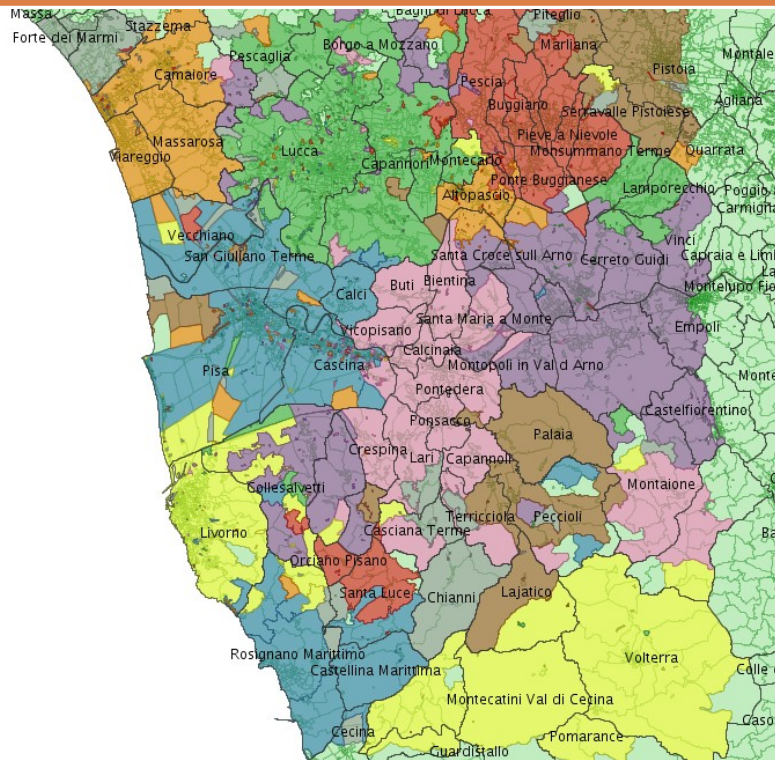 Massa
Bagni di Lucca
Piteglio
Stazzema
Forte dei Marmi
Borgo a Mozzano
Marliana
Pescaglia
Montale
Camaiore
Pistoia
Pescia
Buggiano
Agliana
Serravalle Pistoiese
Massarosa
Pieve a Nievole
Lucca
Monsummano Terme
Quarrata
Viareggio
Capannori
Montecarlo
Ponte Buggianese
Lamporecchio
Poggio
Altopascio
Carmigna
Vecchiano
Vinci
San Giuliano Terme
Santa Croce sull Arno
Cerreto Guidi
Capraia e Limi
Bientina
Buti
Calci
Montelupo Fio
Santa Maria a Monte
Vicopisano
Empoli
Calcinaia
Cascina
Montopoli in Val d Arno
Pisa
Pontedera
Castelfiorentino
Ponsacco
Palaia
Crespina
Lari
Capannoli
Collesalvetti
Montaione
Terricciola
Peccioli
Livorno
Casciana Terme
Orciano Pisano
Santa Luce
Chianni
Lajatico
Rosignano Marittimo
Volterra
Castellina Marittima
Colle
Montecatini Val di Cecina
Caso
Cecina
Pomarance
Guardistallo